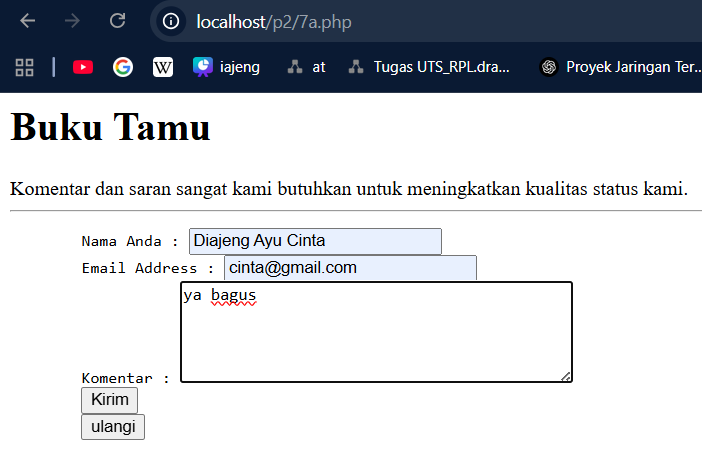 localhost/p2/7a.php
W iajeng at Tugas UTS_RPL.dra... Proyek Jaringan Ter...
Buku Tamu
Komentar dan saran sangat kami butuhkan untuk meningkatkan kualitas status kami.
Nama Anda : Diajeng Ayu Cinta
Email Address : cinta@gmail.com
ya bagus
Komentar :
Kirim
ulangi